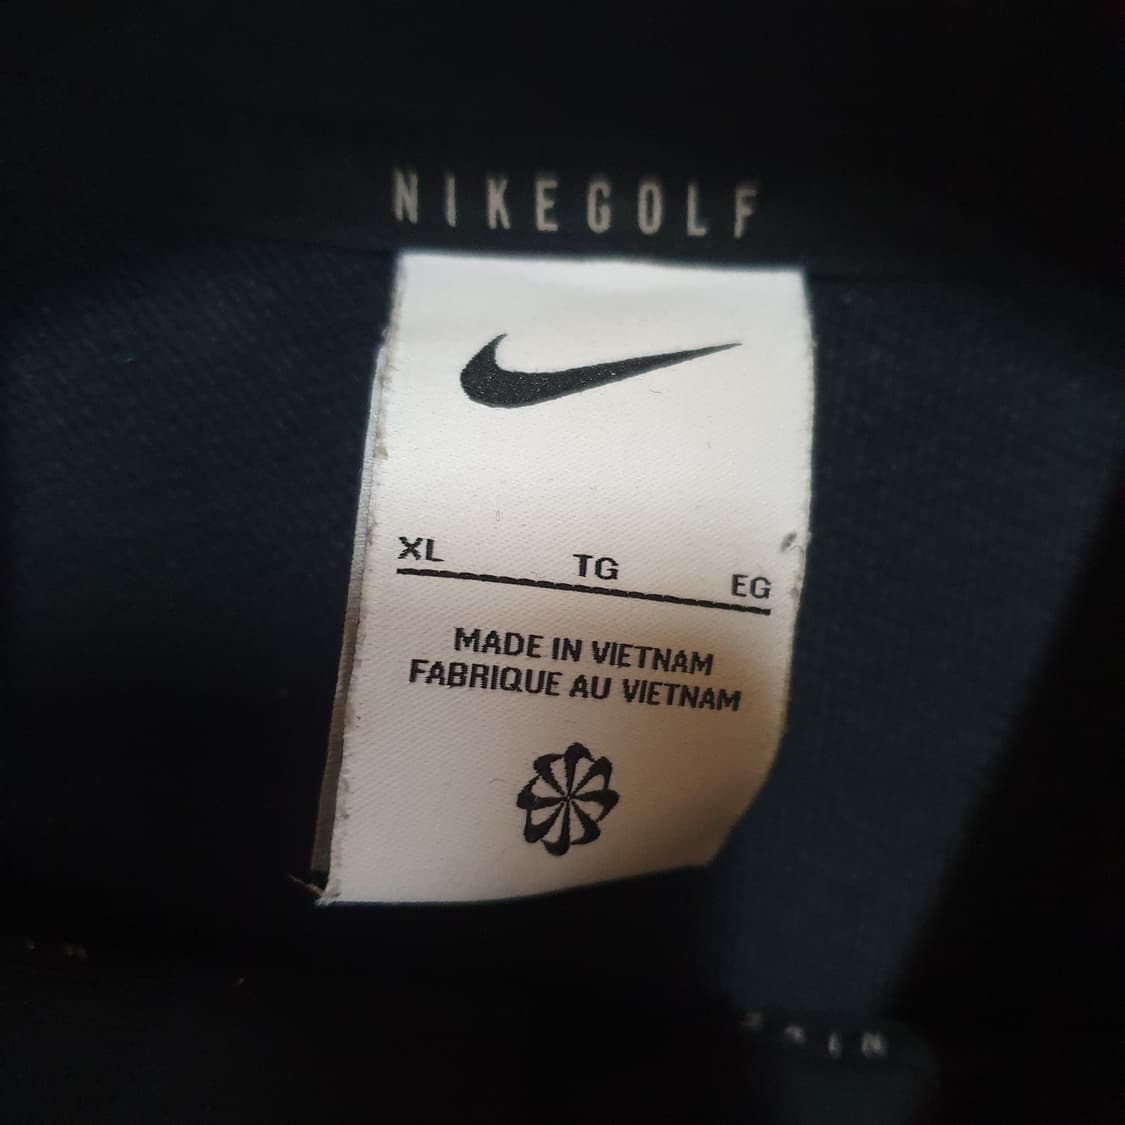 NIKEGOLF
XL TG EG
MADE IN VIETNAM
FABRIQUE AU VIETNAM